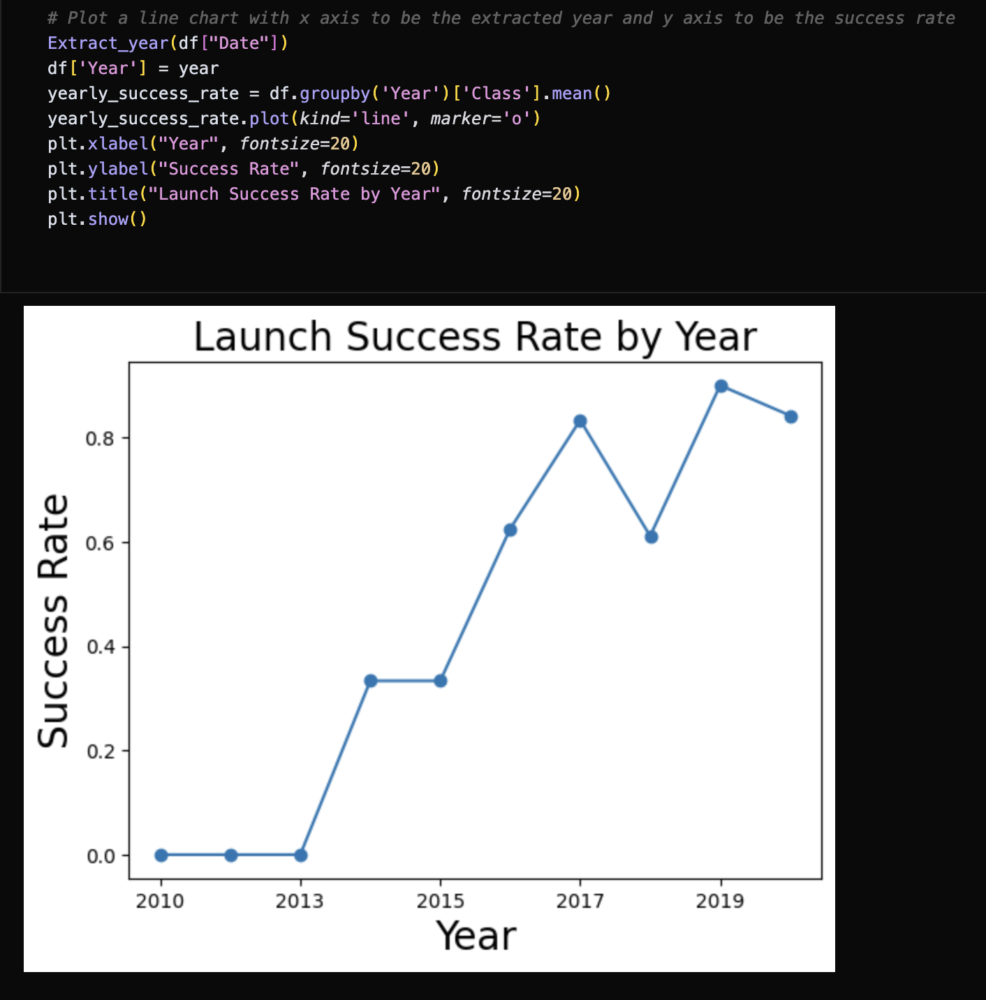 # Plot a line chart with x axis to be the extracted year and y axis to be the success rate
Extract_year(df["Date"])
df['Year'] = year
yearly_success_rate = df.groupby('Year')['Class'].mean()
yearly_success_rate.plot(kind='line', marker='o')
plt.xlabel("Year", fontsize=20)
plt.ylabel("Success Rate", fontsize=20)
plt.title("Launch Success Rate by Year", fontsize=20)
plt.show()
Launch Success Rate by Year
Success Rate
0.8
0.6
0.4
0.2
0.0
2010 2013 2015 2017 2019
Year